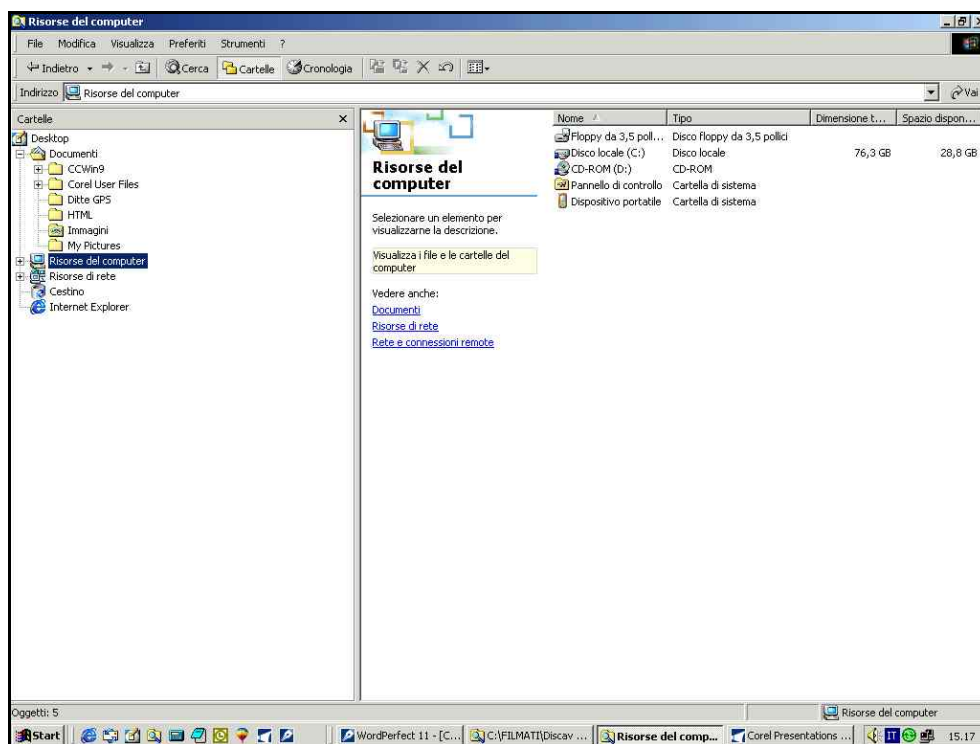 Risorse del computer
File Modifica Visualizza Preferiti Strumenti ?
Indietro Cerca Cartelle Cronologia
Indirizzo Risorse del computer Vai
Cartelle
Desktop
Documenti
CCWin9
Corel User Files
Ditte GPS
HTML
Immagini
My Pictures
Risorse del computer
Risorse di rete
Cestino
Internet Explorer
Risorse del
computer
Selezionare un elemento per
visualizzarne la descrizione.
Visualizza i file e le cartelle del
computer
Vedere anche:
Documenti
Risorse di rete
Rete e connessioni remote
Nome Tipo Dimensione t... Spazio dispon...
Floppy da 3,5 poll... Disco floppy da 3,5 pollici
Disco locale (C:) Disco locale 76,3 GB 28,8 GB
CD-ROM (D:) CD-ROM
Pannello di controllo Cartella di sistema
Dispositivo portatile Cartella di sistema
Oggetti: 5 Risorse del computer
Start WordPerfect 11 - [C... C:\FILMATI\Discav ... Risorse del comp... Corel Presentations ... IT 15.17